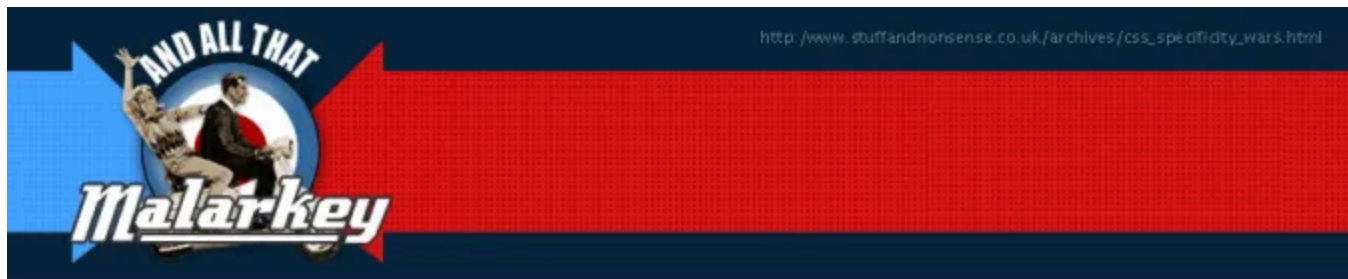 AND ALL THAT
Malarkey
http:/www.stuffandnonsense.co.uk/archives/css_specificity_wars.html